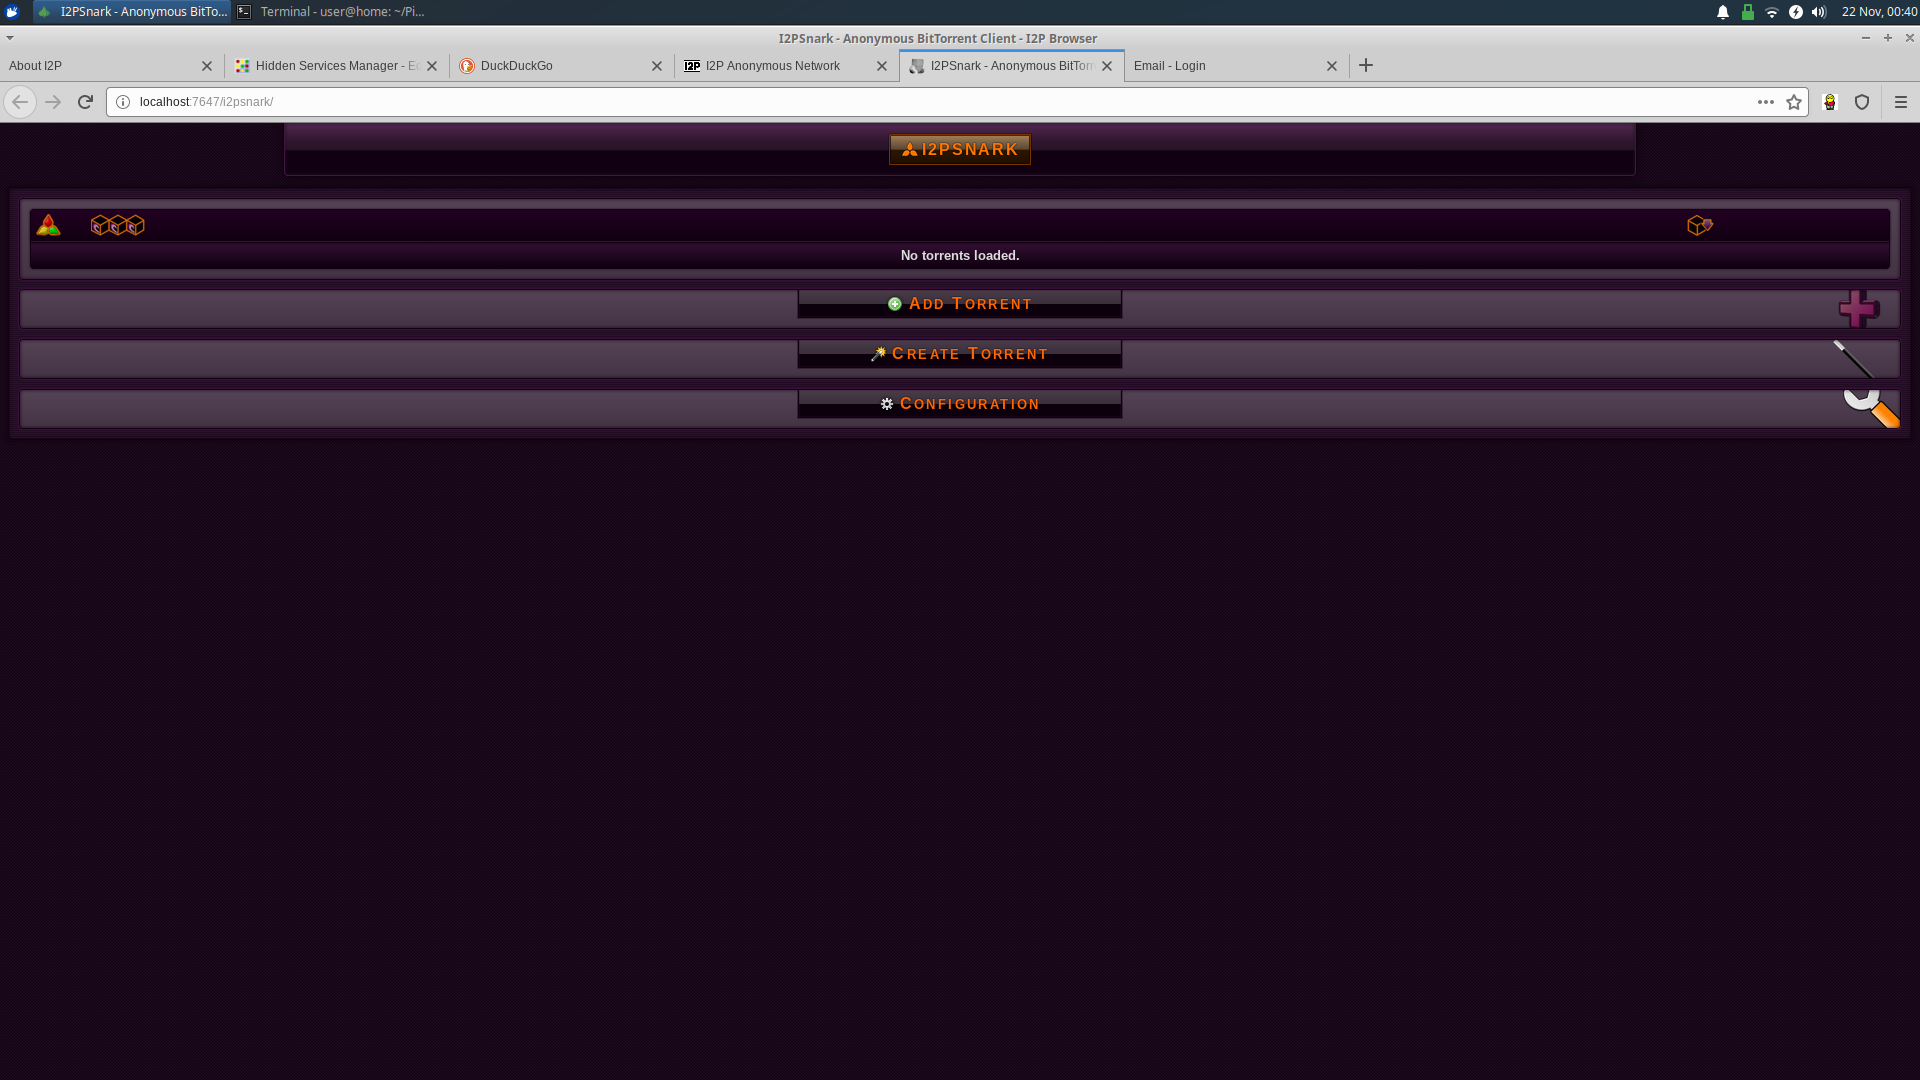 I2PSnark - Anonymous BitTo...
Terminal - user@home: ~/Pi...
22 Nov, 00:40
I2PSnark - Anonymous BitTorrent Client - I2P Browser
About I2P
Hidden Services Manager - Ed
DuckDuckGo
I2P
I2P Anonymous Network
I2PSnark - Anonymous BitTorr
Email - Login
localhost:7647/i2psnark/
I2PSNARK
No torrents loaded.
Add Torrent
Create Torrent
Configuration